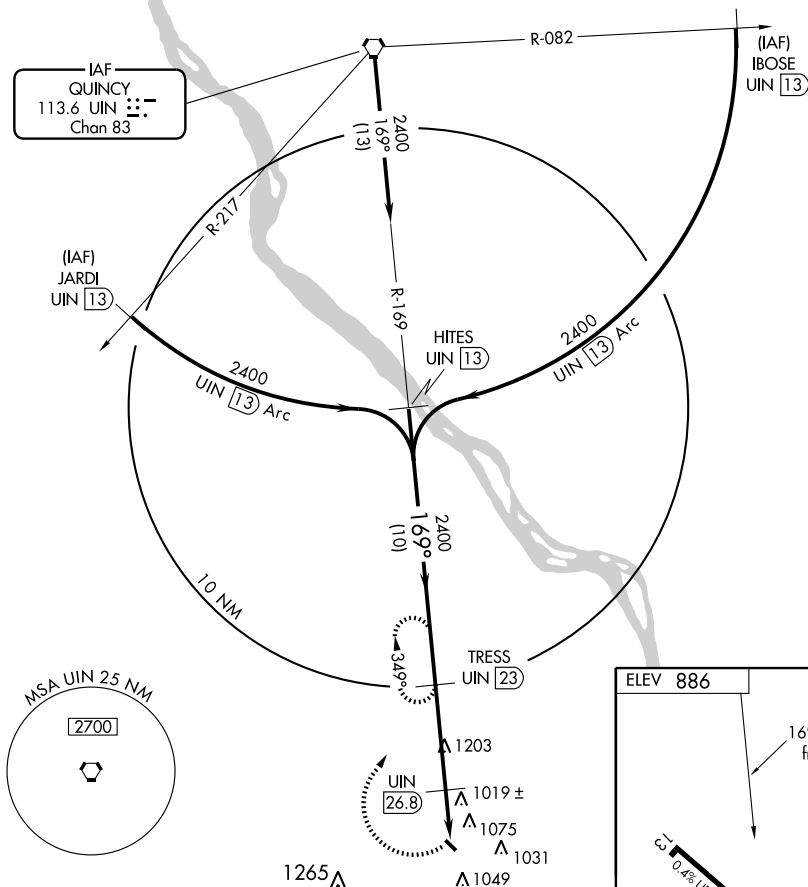 R-082
(IAF)
IBOSE
UIN 13
IAF
QUINCY
113.6 UIN
Chan 83
2400
169°
(13)
R-217
(IAF)
JARDI
UIN 13
R-169
HITES
UIN 13
2400
UIN 13 Arc
2400
UIN 13 Arc
2400
169°
(10)
10 NM
349°
TRESS
UIN 23
MSA UIN 25 NM
2700
ELEV 886
1203
UIN
26.8
1019 ±
1075
1031
1265
1049
13